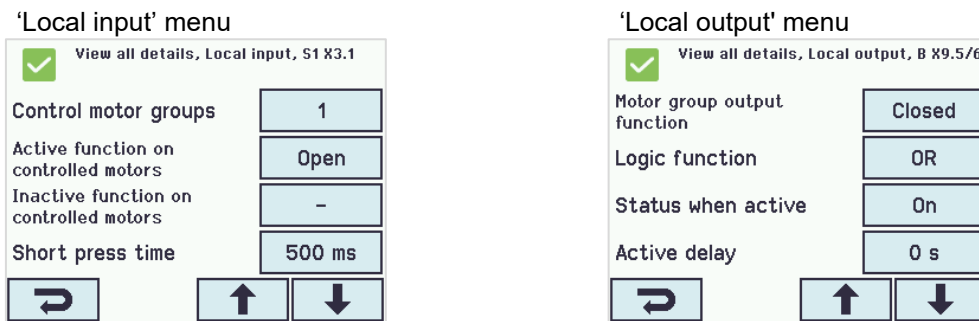 ‘Local input’ menu
View all details, Local input, S1 X3.1
Control motor groups
1
Active function on
controlled motors
Open
Inactive function on
controlled motors
-
Short press time
500 ms
‘Local output' menu
View all details, Local output, B X9.5/6
Motor group output
function
Closed
Logic function
OR
Status when active
On
Active delay
0 s